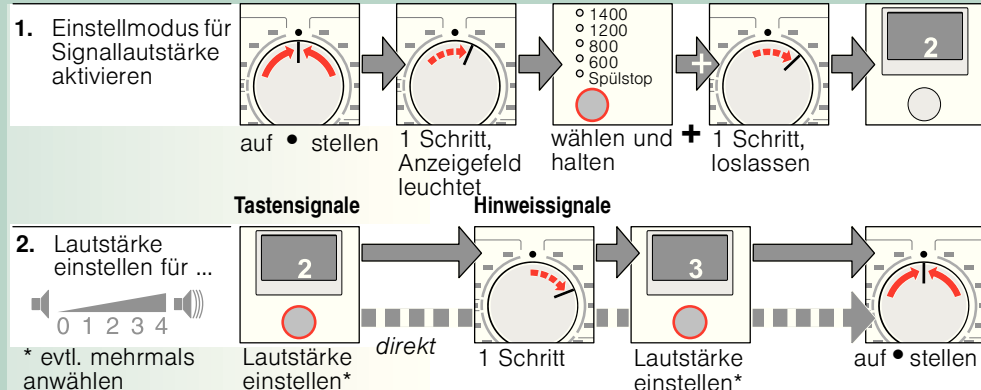 1. Einstellmodus für
Signallautstärke
aktivieren
auf • stellen
1 Schritt,
Anzeigefeld
leuchtet
1400
1200
800
600
Spülstop
wählen und
halten
+
+
1 Schritt,
loslassen
2
Tastensignale
Hinweissignale
2. Lautstärke
einstellen für ...
0 1 2 3 4
* evtl. mehrmals
anwählen
2
Lautstärke
einstellen*
direkt
1 Schritt
3
Lautstärke
einstellen*
auf • stellen